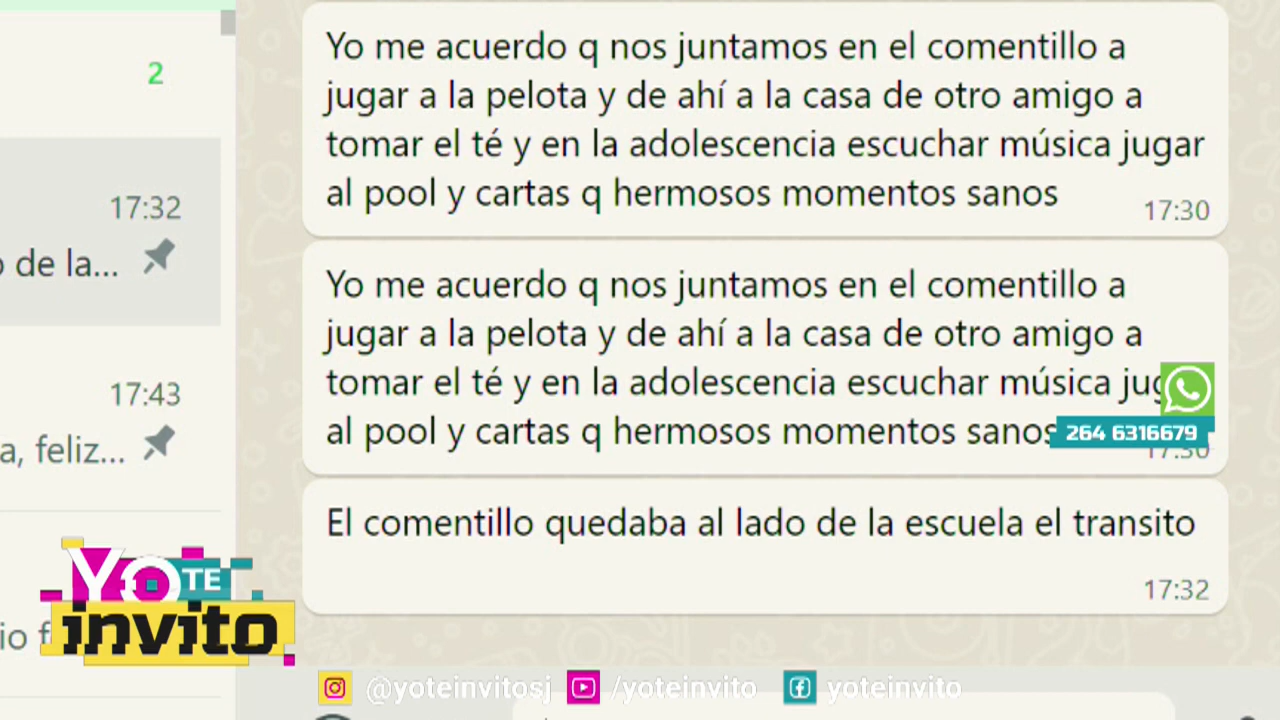 2
17:32
de la...
17:43
a, feliz...
Yo me acuerdo q nos juntamos en el comentillo a
jugar a la pelota y de ahí a la casa de otro amigo a
tomar el té y en la adolescencia escuchar música jugar
al pool y cartas q hermosos momentos sanos
17:30
Yo me acuerdo q nos juntamos en el comentillo a
jugar a la pelota y de ahí a la casa de otro amigo a
tomar el té y en la adolescencia escuchar música jug
al pool y cartas q hermosos momentos sanos
264 6316679
17:30
El comentillo quedaba al lado de la escuela el transito
17:32
YO TE
invito
@yoteinvitosj /yoteinvito yoteinvito